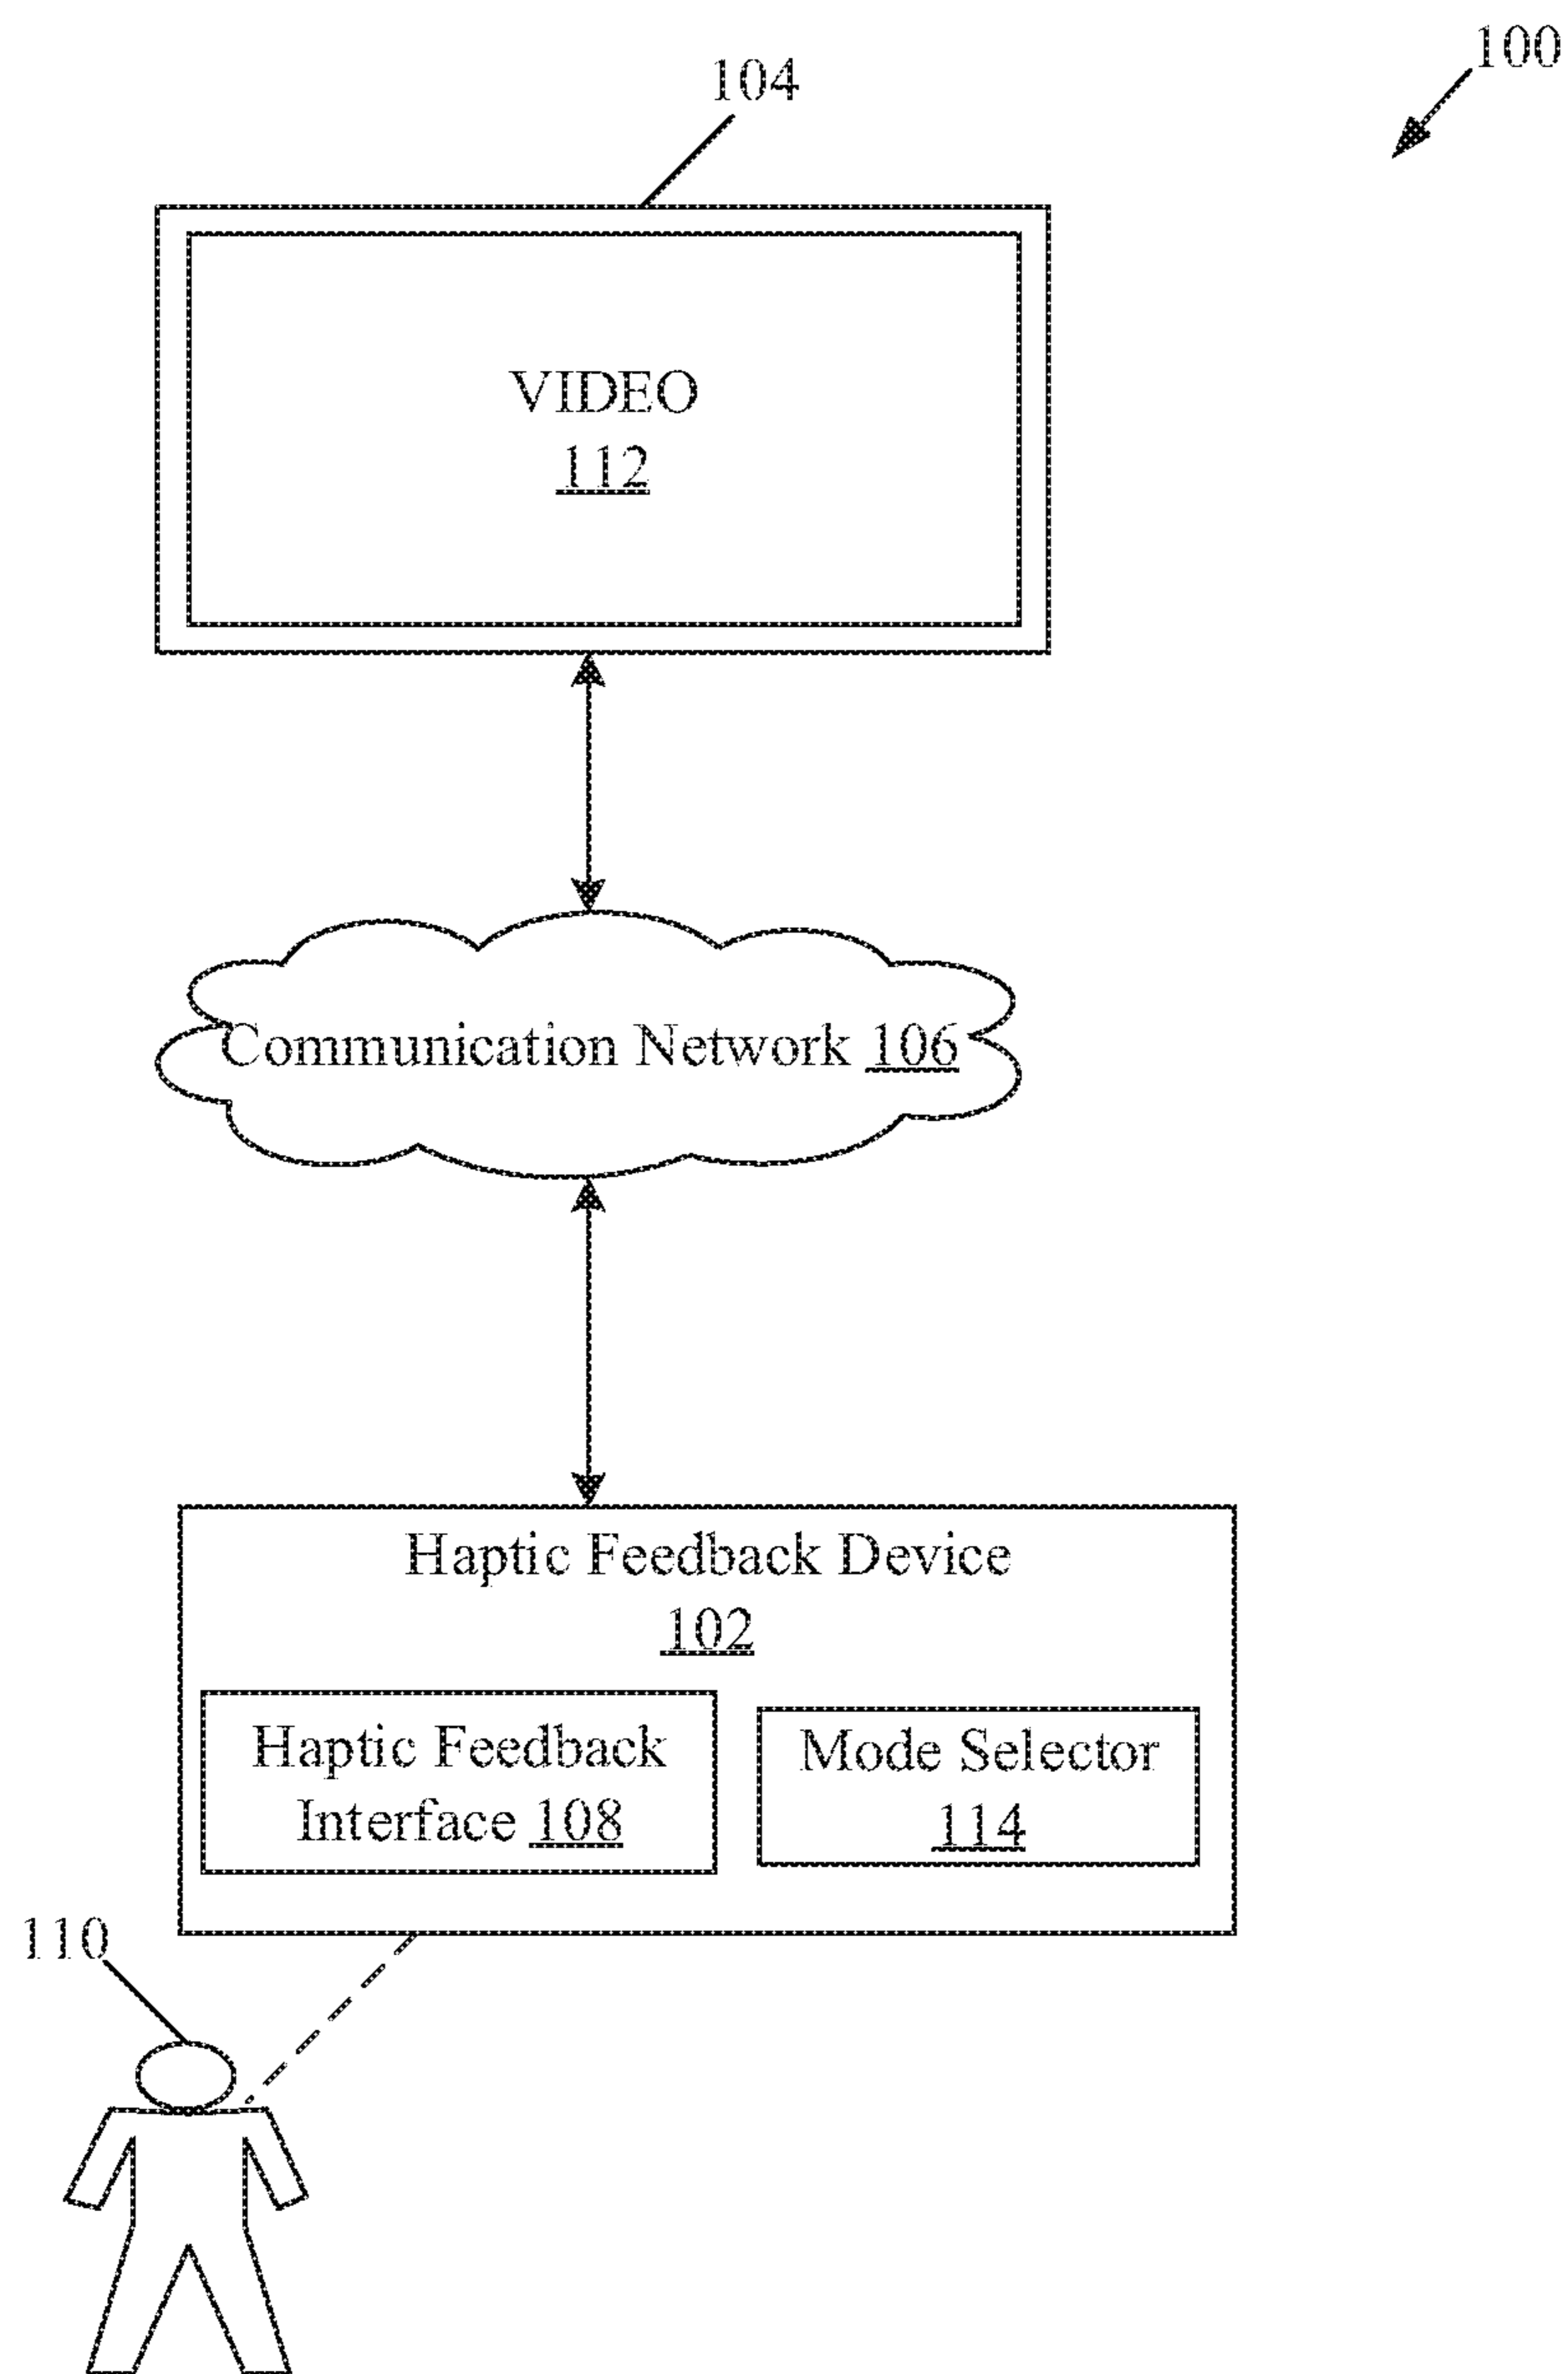 100
104
VIDEO
112
Communication Network 106
Haptic Feedback Device
102
Haptic Feedback
Interface 108
Mode Selector
114
110